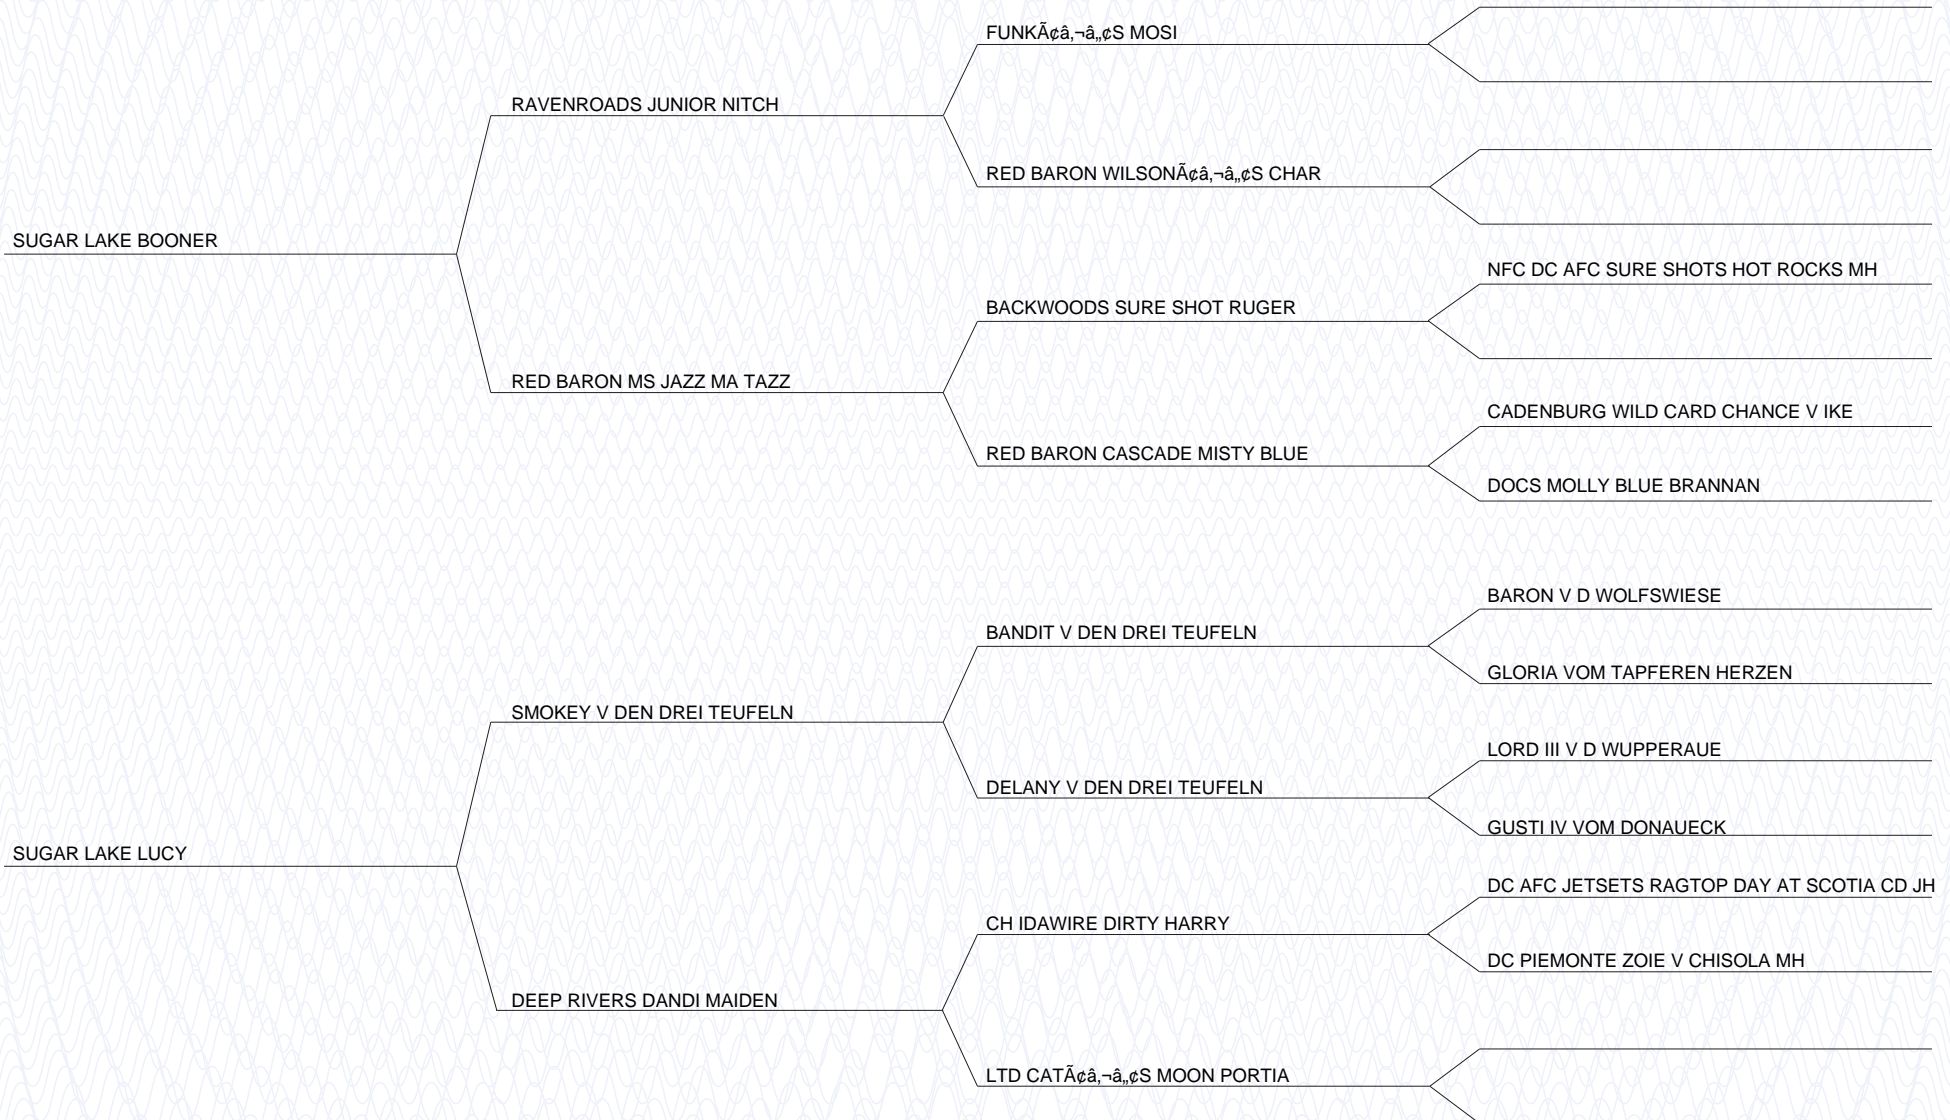 FUNKÃ¢â‚¬â„¢S MOSI
RAVENROADS JUNIOR NITCH
RED BARON WILSONÃ¢â‚¬â„¢S CHAR
SUGAR LAKE BOONER
NFC DC AFC SURE SHOTS HOT ROCKS MH
BACKWOODS SURE SHOT RUGER
RED BARON MS JAZZ MA TAZZ
CADENBURG WILD CARD CHANCE V IKE
RED BARON CASCADE MISTY BLUE
DOCS MOLLY BLUE BRANNAN
BARON V D WOLFSWIESE
BANDIT V DEN DREI TEUFELN
GLORIA VOM TAPFEREN HERZEN
SMOKEY V DEN DREI TEUFELN
LORD III V D WUPPERAUE
DELANY V DEN DREI TEUFELN
GUSTI IV VOM DONAUECK
SUGAR LAKE LUCY
DC AFC JETSETS RAGTOP DAY AT SCOTIA CD JH
CH IDAWIRE DIRTY HARRY
DC PIEMONTE ZOIE V CHISOLA MH
DEEP RIVERS DANDI MAIDEN
LTD CATÃ¢â‚¬â„¢S MOON PORTIA